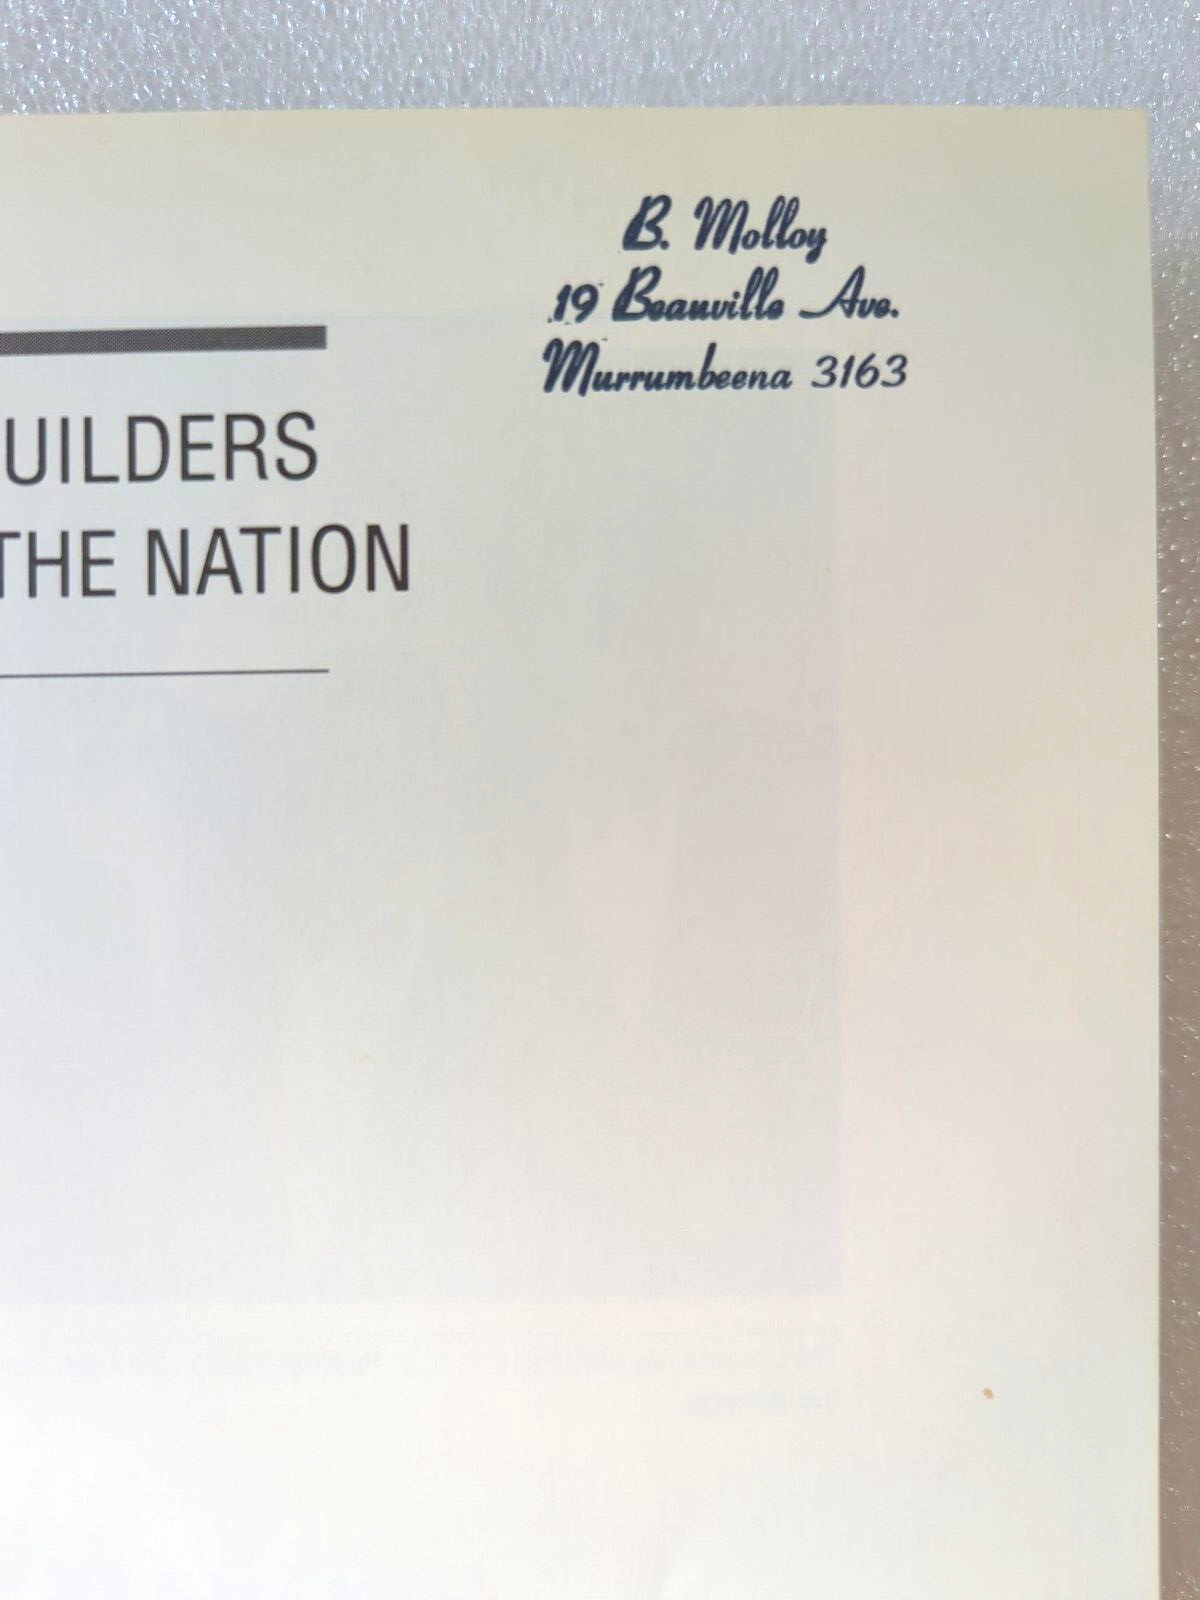 B. Molloy
19 Beauville Ave.
Murrumbeena 3163
UILDERS
THE NATION